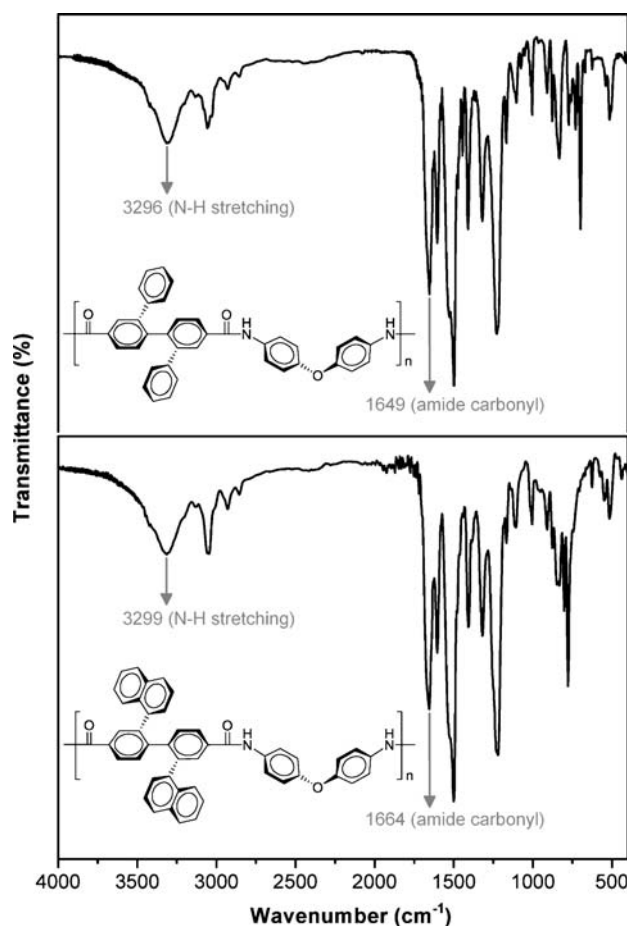 3296 (N-H stretching)
O
O
H
N
H
N
O
n
1649 (amide carbonyl)
Transmittance (%)
3299 (N-H stretching)
O
O
H
N
H
N
O
n
1664 (amide carbonyl)
4000 3500 3000 2500 2000 1500 1000 500
Wavenumber (cm⁻¹)